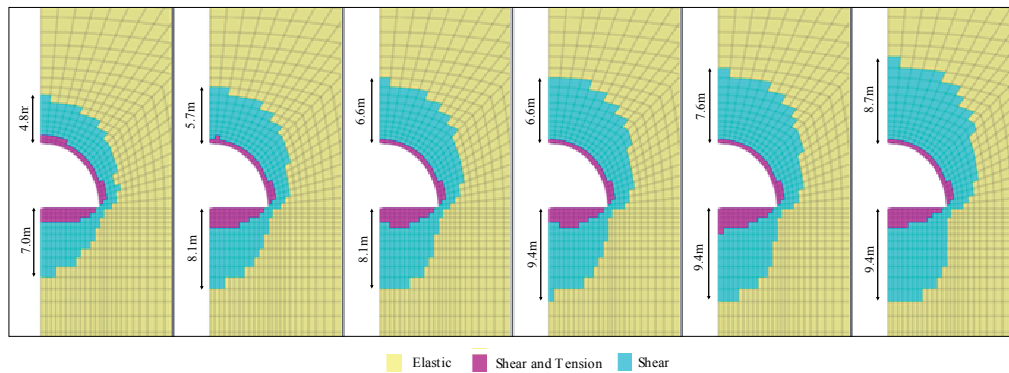 4.8m
7.0m
5.7m
8.1m
6.6m
8.1m
6.6m
9.4m
7.6m
9.4m
8.7m
9.4m
Elastic Shear and Tension Shear